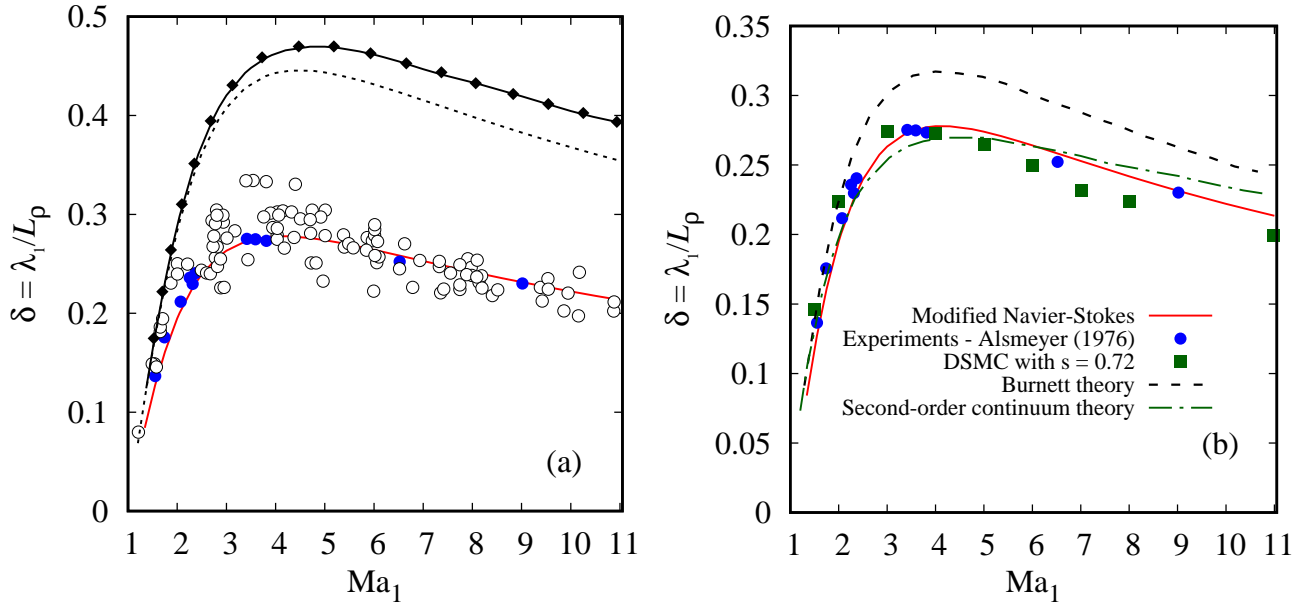 0.5
0.4
0.3
0.2
0.1
0
1 2 3 4 5 6 7 8 9 10 11
δ = λ₁/Lρ
Ma₁
(a)
0.35
0.3
0.25
0.2
0.15
0.1
0.05
0
1 2 3 4 5 6 7 8 9 10 11
δ = λ₁/Lρ
Ma₁
Modified Navier-Stokes
Experiments - Alsmeyer (1976)
DSMC with s = 0.72
Burnett theory
Second-order continuum theory
(b)